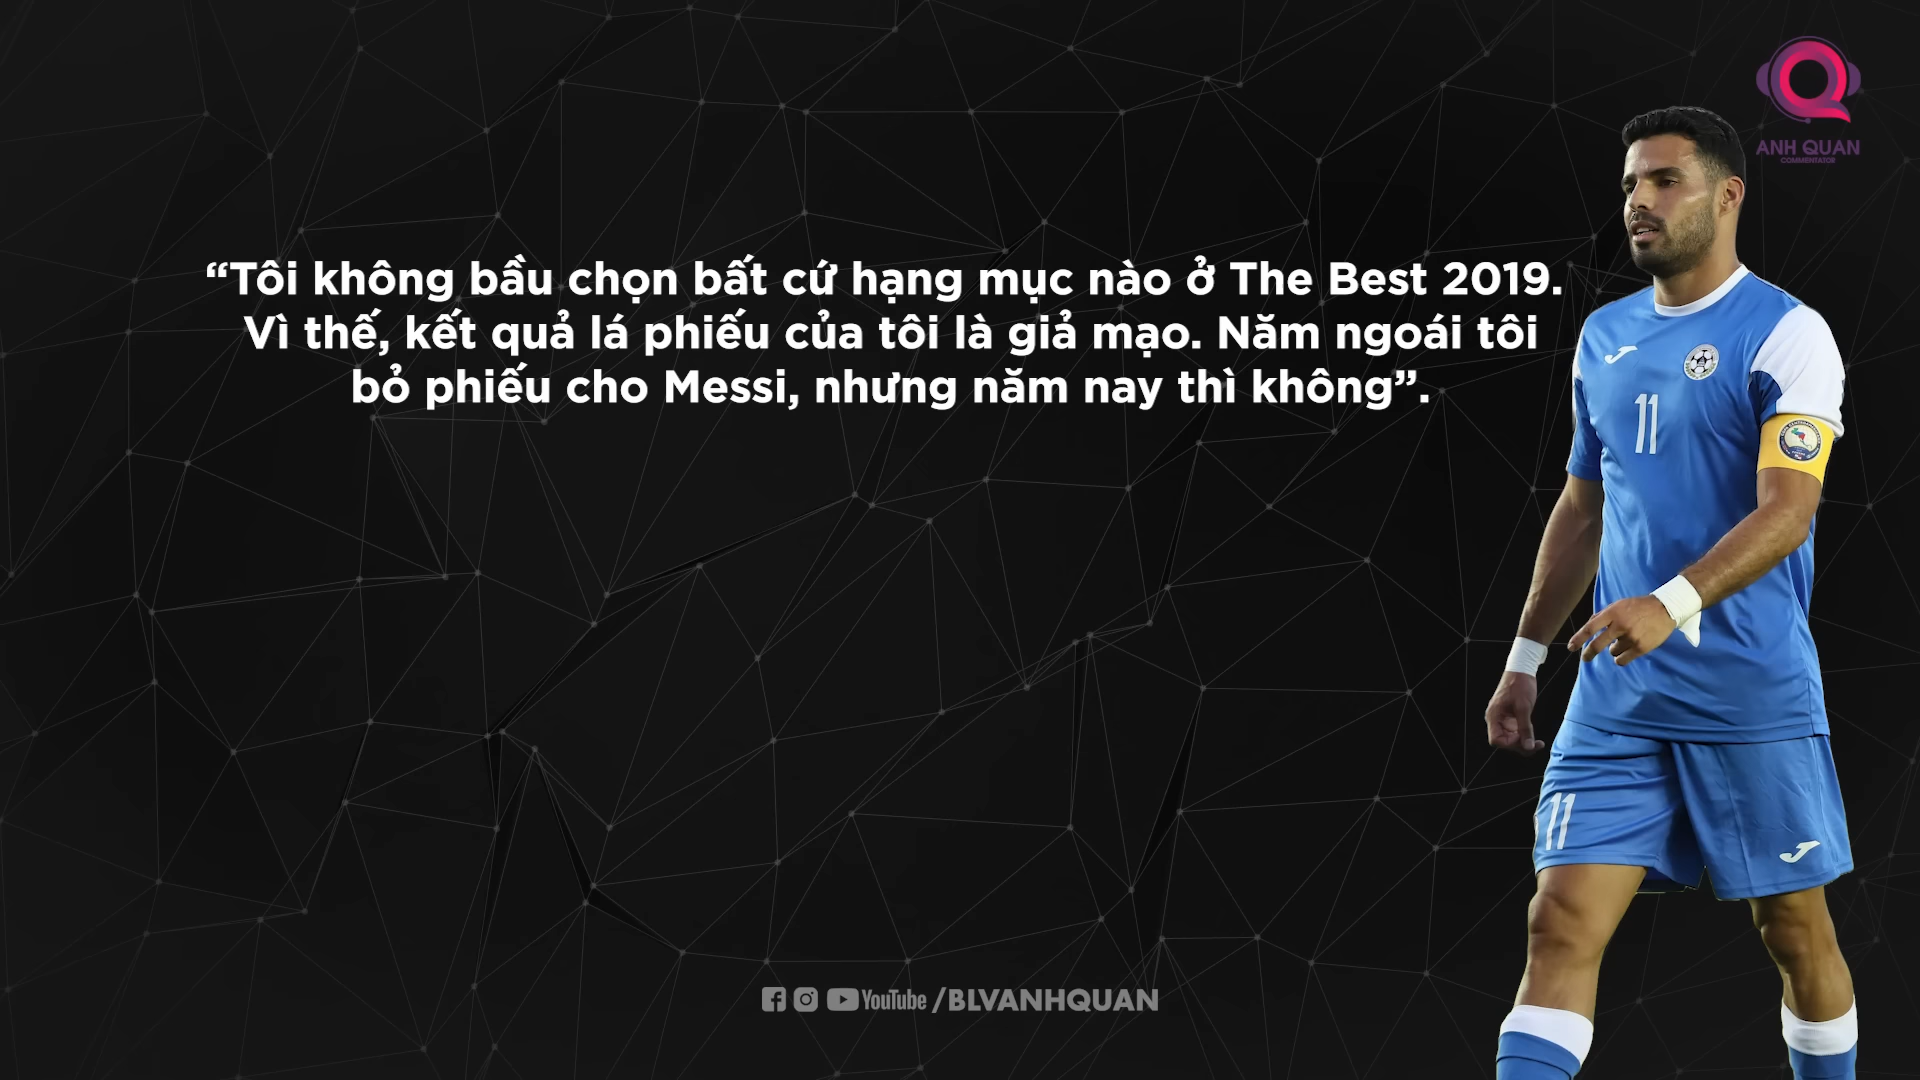 ANH QUAN
COMMENTATOR
“Tôi không bầu chọn bất cứ hạng mục nào ở The Best 2019.
Vì thế, kết quả lá phiếu của tôi là giả mạo. Năm ngoái tôi
bỏ phiếu cho Messi, nhưng năm nay thì không”.
11
11
YouTube /BLVANHQUAN